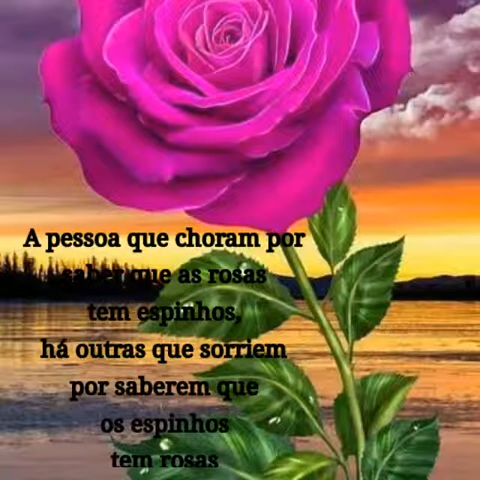 A pessoa que choram por
saber que as rosas
tem espinhos,
há outras que sorriem
por saberem que
os espinhos
tem rosas